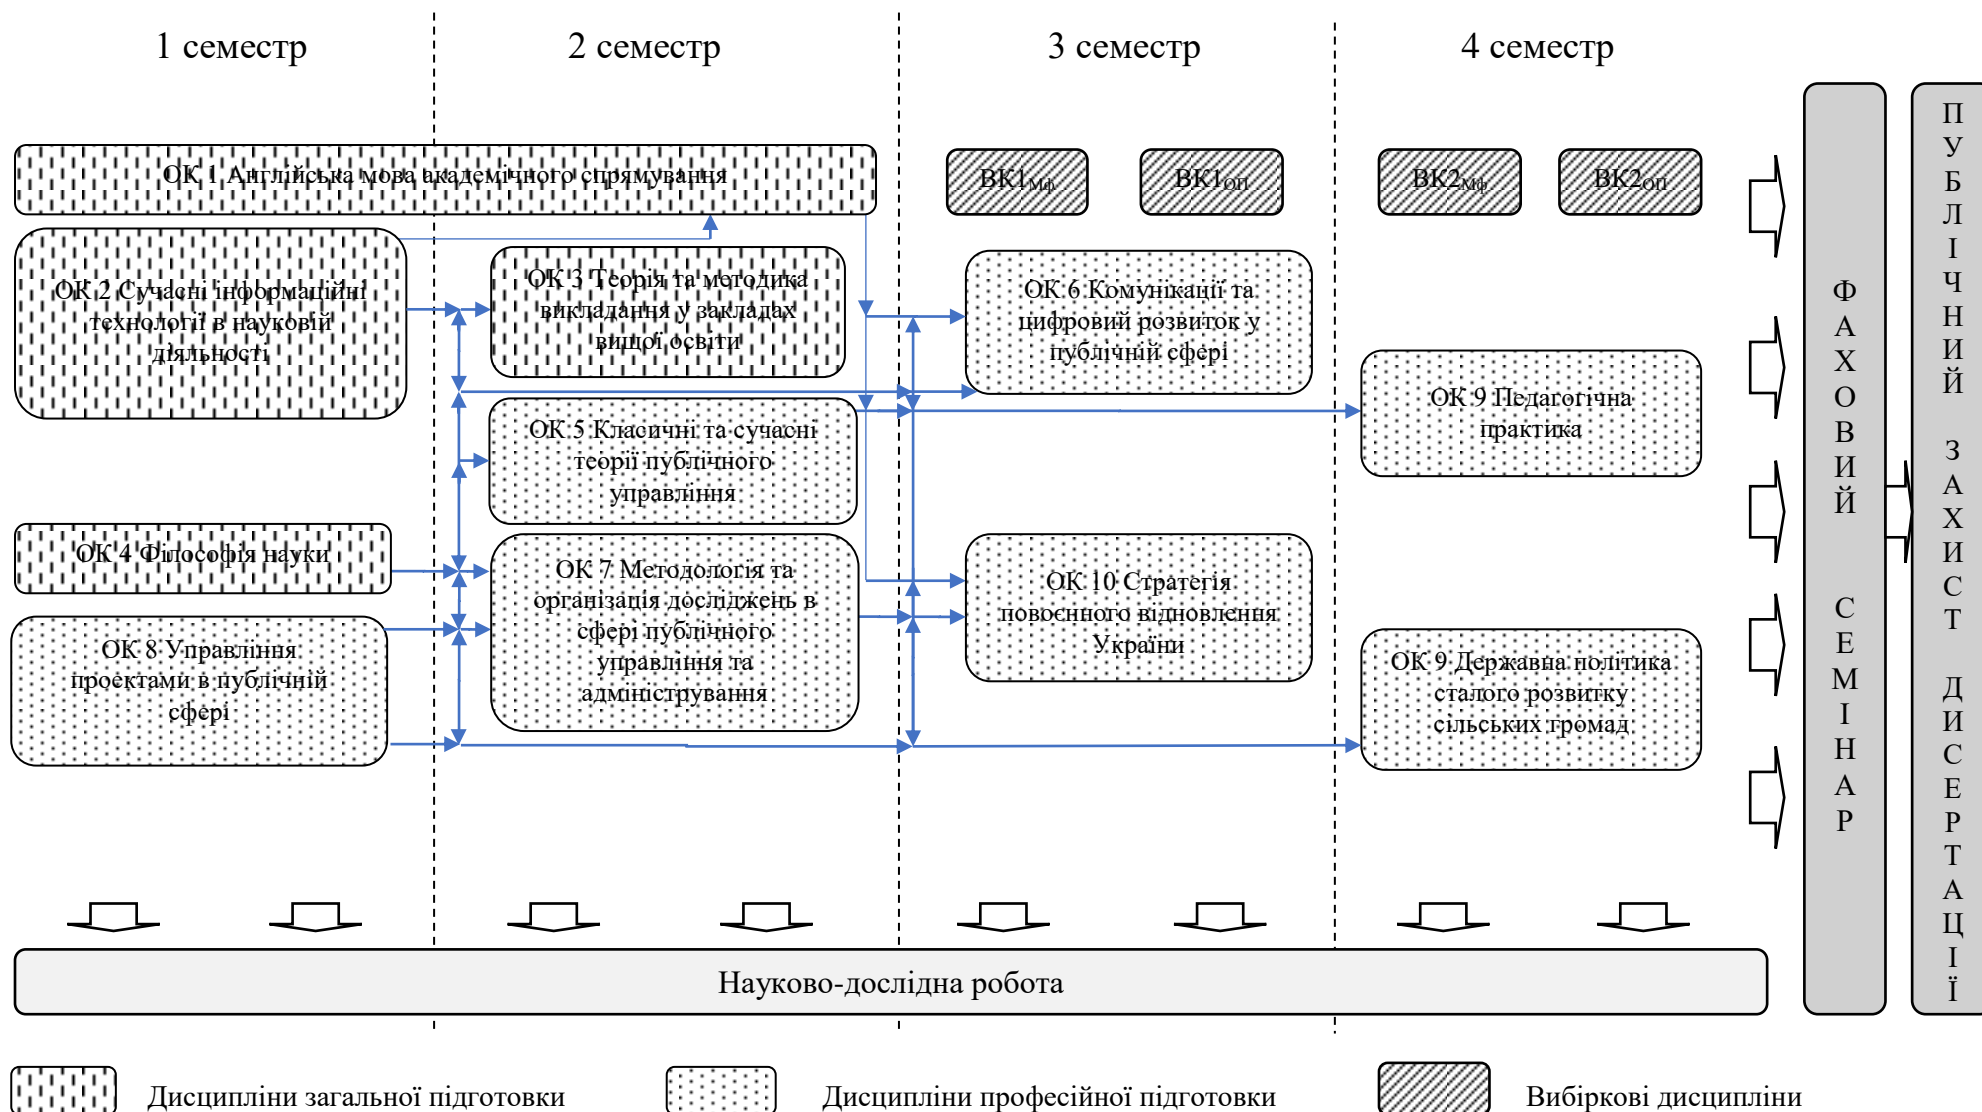 1 семестр
2 семестр
3 семестр
4 семестр
ОК 1 Англійська мова академічного спрямування
ВК1Мф
ВК1ОП
ВК2Мф
ВК2ОП
ОК 2 Сучасні інформаційні
технології в науковій
діяльності
ОК 3 Теорія та методика
викладання у закладах
вищої освіти
ОК 6 Комунікації та
цифровий розвиток у
публічній сфері
ОК 9 Педагогічна
практика
ОК 5 Класичні та сучасні
теорії публічного
управління
ОК 4 Філософія науки
ОК 7 Методологія та
організація досліджень в
сфері публічного
управління та
адміністрування
ОК 10 Стратегія
повоєнного відновлення
України
ОК 8 Управління
проєктами в публічній
сфері
ОК 9 Державна політика
сталого розвитку
сільських громад
ФАХОВИЙ СЕМІНАР
ПУБЛІЧНИЙ ЗАХИСТ ДИСЕРТАЦІЇ
Науково-дослідна робота
Дисципліни загальної підготовки
Дисципліни професійної підготовки
Вибіркові дисципліни